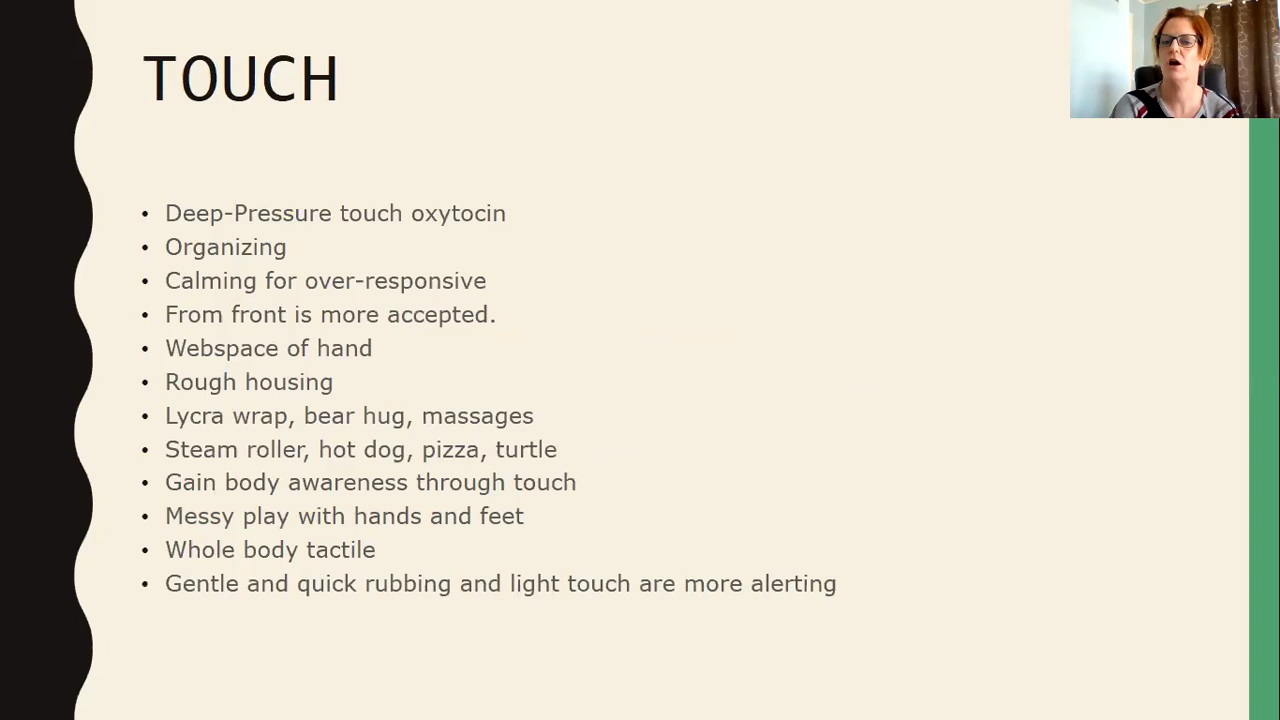 TOUCH
• Deep-Pressure touch oxytocin
• Organizing
• Calming for over-responsive
• From front is more accepted.
• Webspace of hand
• Rough housing
• Lycra wrap, bear hug, massages
• Steam roller, hot dog, pizza, turtle
• Gain body awareness through touch
• Messy play with hands and feet
• Whole body tactile
• Gentle and quick rubbing and light touch are more alerting